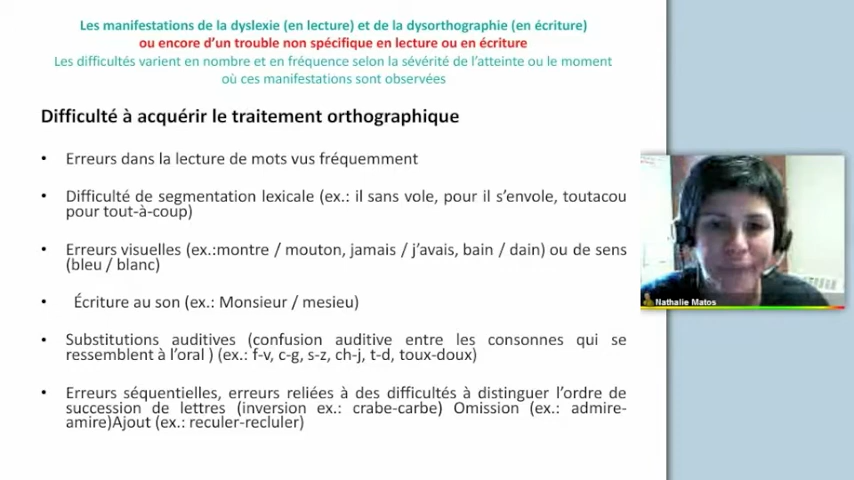 Les manifestations de la dyslexie (en lecture) et de la dysorthographie (en écriture)
ou encore d'un trouble non spécifique en lecture ou en écriture
Les difficultés varient en nombre et en fréquence selon la sévérité de l'atteinte ou le moment
où ces manifestations sont observées
Difficulté à acquérir le traitement orthographique
• Erreurs dans la lecture de mots vus fréquemment
• Difficulté de segmentation lexicale (ex.: il sans vole, pour il s'envole, toutacou
pour tout-à-coup)
• Erreurs visuelles (ex.:montre / mouton, jamais / j'avais, bain / dain) ou de sens
(bleu / blanc)
• Écriture au son (ex.: Monsieur / mesieu)
• Substitutions auditives (confusion auditive entre les consonnes qui se
ressemblent à l'oral ) (ex.: f-v, c-g, s-z, ch-j, t-d, toux-doux)
• Erreurs séquentielles, erreurs reliées à des difficultés à distinguer l'ordre de
succession de lettres (inversion ex.: crabe-carbe) Omission (ex.: admire-
amire)Ajout (ex.: reculer-recluler)
Nathalie Matos